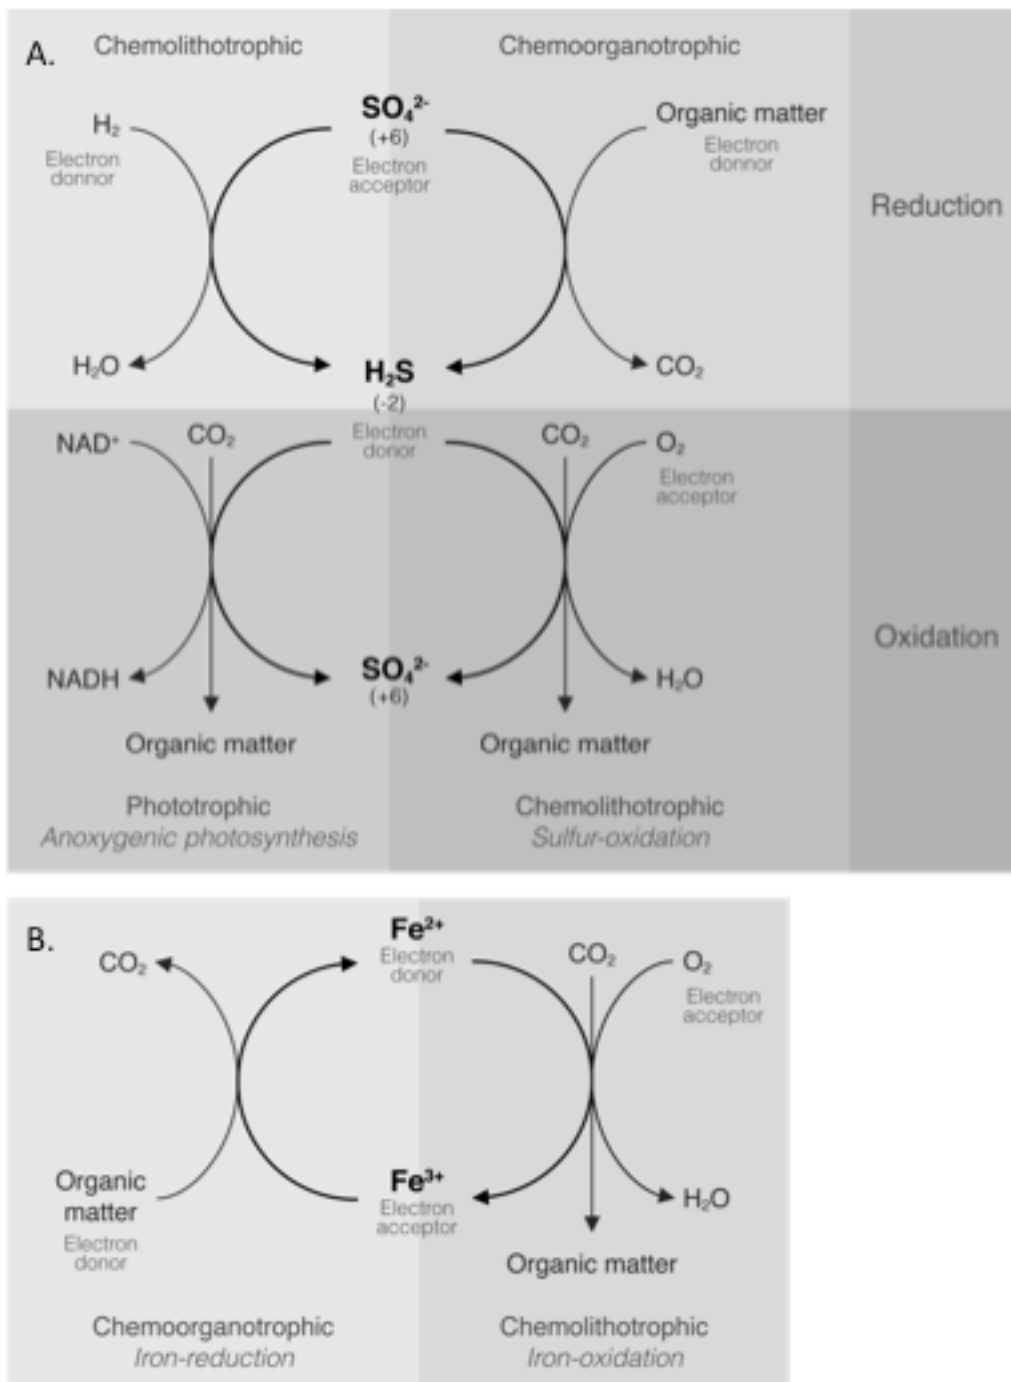 A.
Chemolithotrophic
Chemoorganotrophic
H₂
Electron
donnor
SO₄²⁻
(+6)
Electron
acceptor
Organic matter
Electron
donnor
Reduction
H₂O
H₂S
(-2)
CO₂
NAD⁺
CO₂
Electron
donor
CO₂
O₂
Electron
acceptor
Oxidation
NADH
SO₄²⁻
(+6)
H₂O
Organic matter
Organic matter
Phototrophic
Anoxygenic photosynthesis
Chemolithotrophic
Sulfur-oxidation
B.
CO₂
Fe²⁺
Electron
donor
CO₂
O₂
Electron
acceptor
Organic
matter
Electron
donor
Fe³⁺
Electron
acceptor
H₂O
Organic matter
Chemoorganotrophic
Iron-reduction
Chemolithotrophic
Iron-oxidation